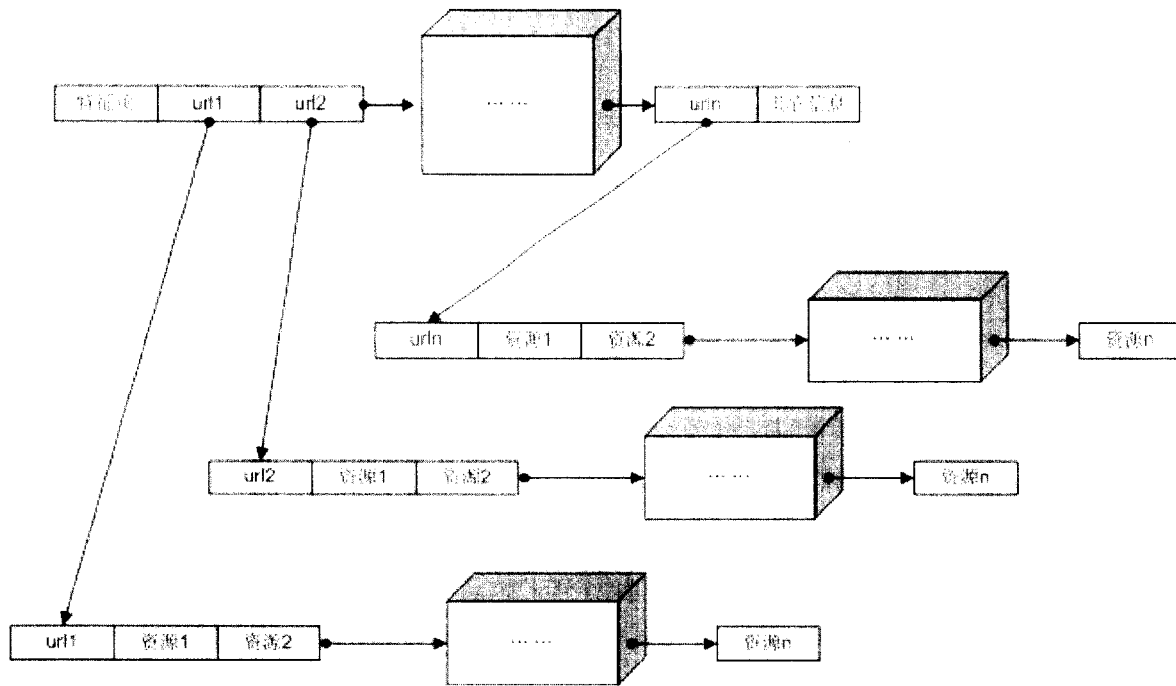 url1 url2 …… urln
urln 资源1 资源2 …… 资源n
url2 资源1 资源2 …… 资源n
url1 资源1 资源2 …… 资源n